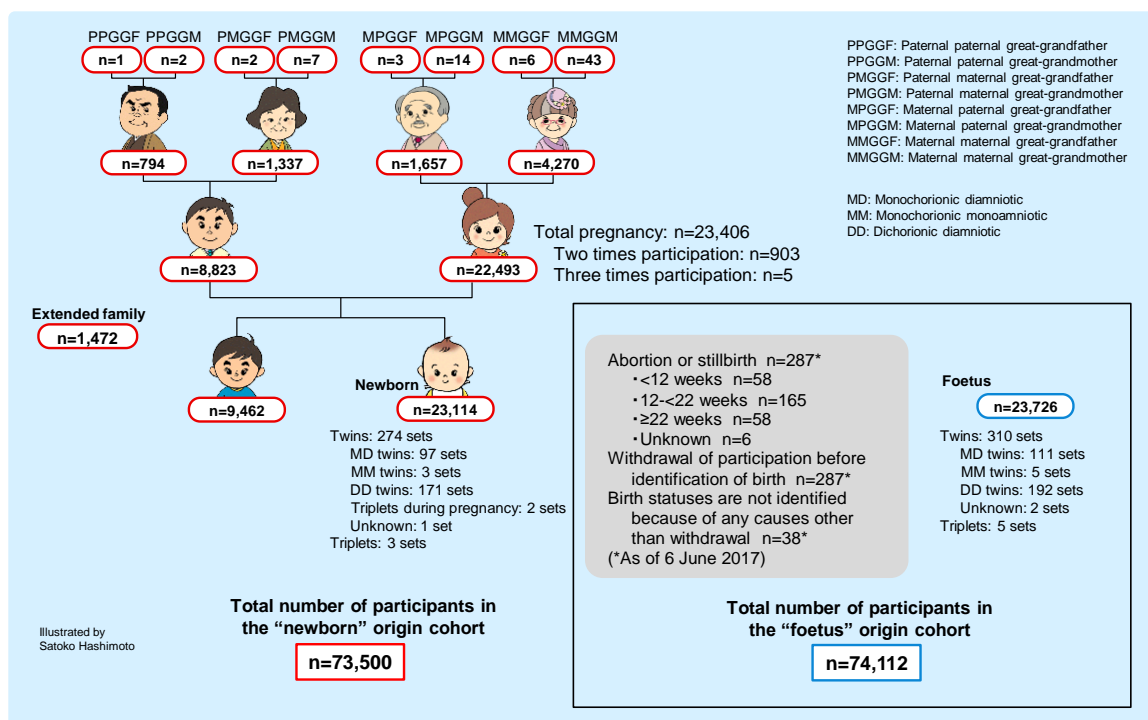 PPGGF PPGGM PMGGF PMGGM MPGGF MPGGM MMGGF MMGGM
n=1 n=2 n=2 n=7 n=3 n=14 n=6 n=43
n=794 n=1,337 n=1,657 n=4,270
PPGGF: Paternal paternal great-grandfather
PPGGM: Paternal paternal great-grandmother
PMGGF: Paternal maternal great-grandfather
PMGGM: Paternal maternal great-grandmother
MPGGF: Maternal paternal great-grandfather
MPGGM: Maternal paternal great-grandmother
MMGGF: Maternal maternal great-grandfather
MMGGM: Maternal maternal great-grandmother
MD: Monochorionic diamniotic
MM: Monochorionic monoamniotic
DD: Dichorionic diamniotic
n=8,823 n=22,493
Total pregnancy: n=23,406
Two times participation: n=903
Three times participation: n=5
Extended family
n=1,472
n=9,462
Newborn
n=23,114
Twins: 274 sets
MD twins: 97 sets
MM twins: 3 sets
DD twins: 171 sets
Triplets during pregnancy: 2 sets
Unknown: 1 set
Triplets: 3 sets
Abortion or stillbirth n=287*
・<12 weeks n=58
・12-<22 weeks n=165
・≥22 weeks n=58
・Unknown n=6
Withdrawal of participation before
identification of birth n=287*
Birth statuses are not identified
because of any causes other
than withdrawal n=38*
(*As of 6 June 2017)
Foetus
n=23,726
Twins: 310 sets
MD twins: 111 sets
MM twins: 5 sets
DD twins: 192 sets
Unknown: 2 sets
Triplets: 5 sets
Illustrated by
Satoko Hashimoto
Total number of participants in
the “newborn” origin cohort
n=73,500
Total number of participants in
the “foetus” origin cohort
n=74,112